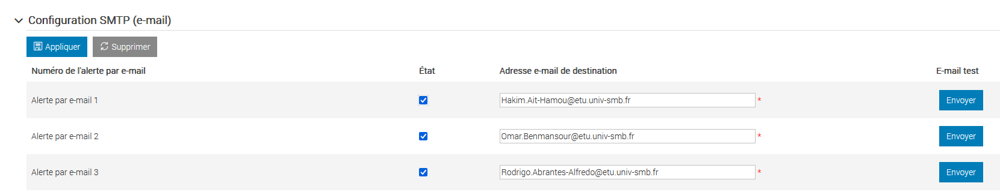 Configuration SMTP (e-mail)
Appliquer Supprimer
Numéro de l'alerte par e-mail État Adresse e-mail de destination E-mail test
Alerte par e-mail 1 Hakim.Ait-Hamou@etu.univ-smb.fr * Envoyer
Alerte par e-mail 2 Omar.Benmansour@etu.univ-smb.fr * Envoyer
Alerte par e-mail 3 Rodrigo.Abrantes-Alfredo@etu.univ-smb.fr * Envoyer